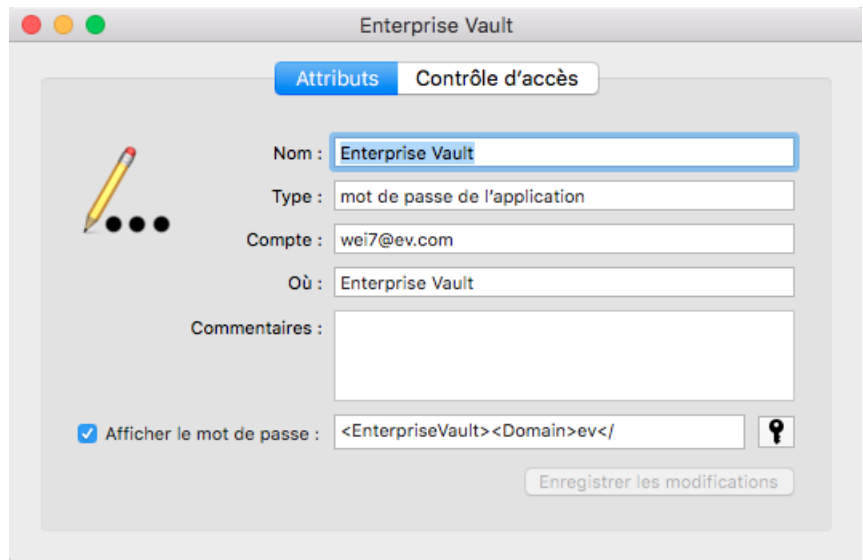 Enterprise Vault
Attributs Contrôle d'accès
Nom : Enterprise Vault
Type : mot de passe de l'application
Compte : wei7@ev.com
Où : Enterprise Vault
Commentaires :
Afficher le mot de passe : <EnterpriseVault><Domain>ev</
Enregistrer les modifications